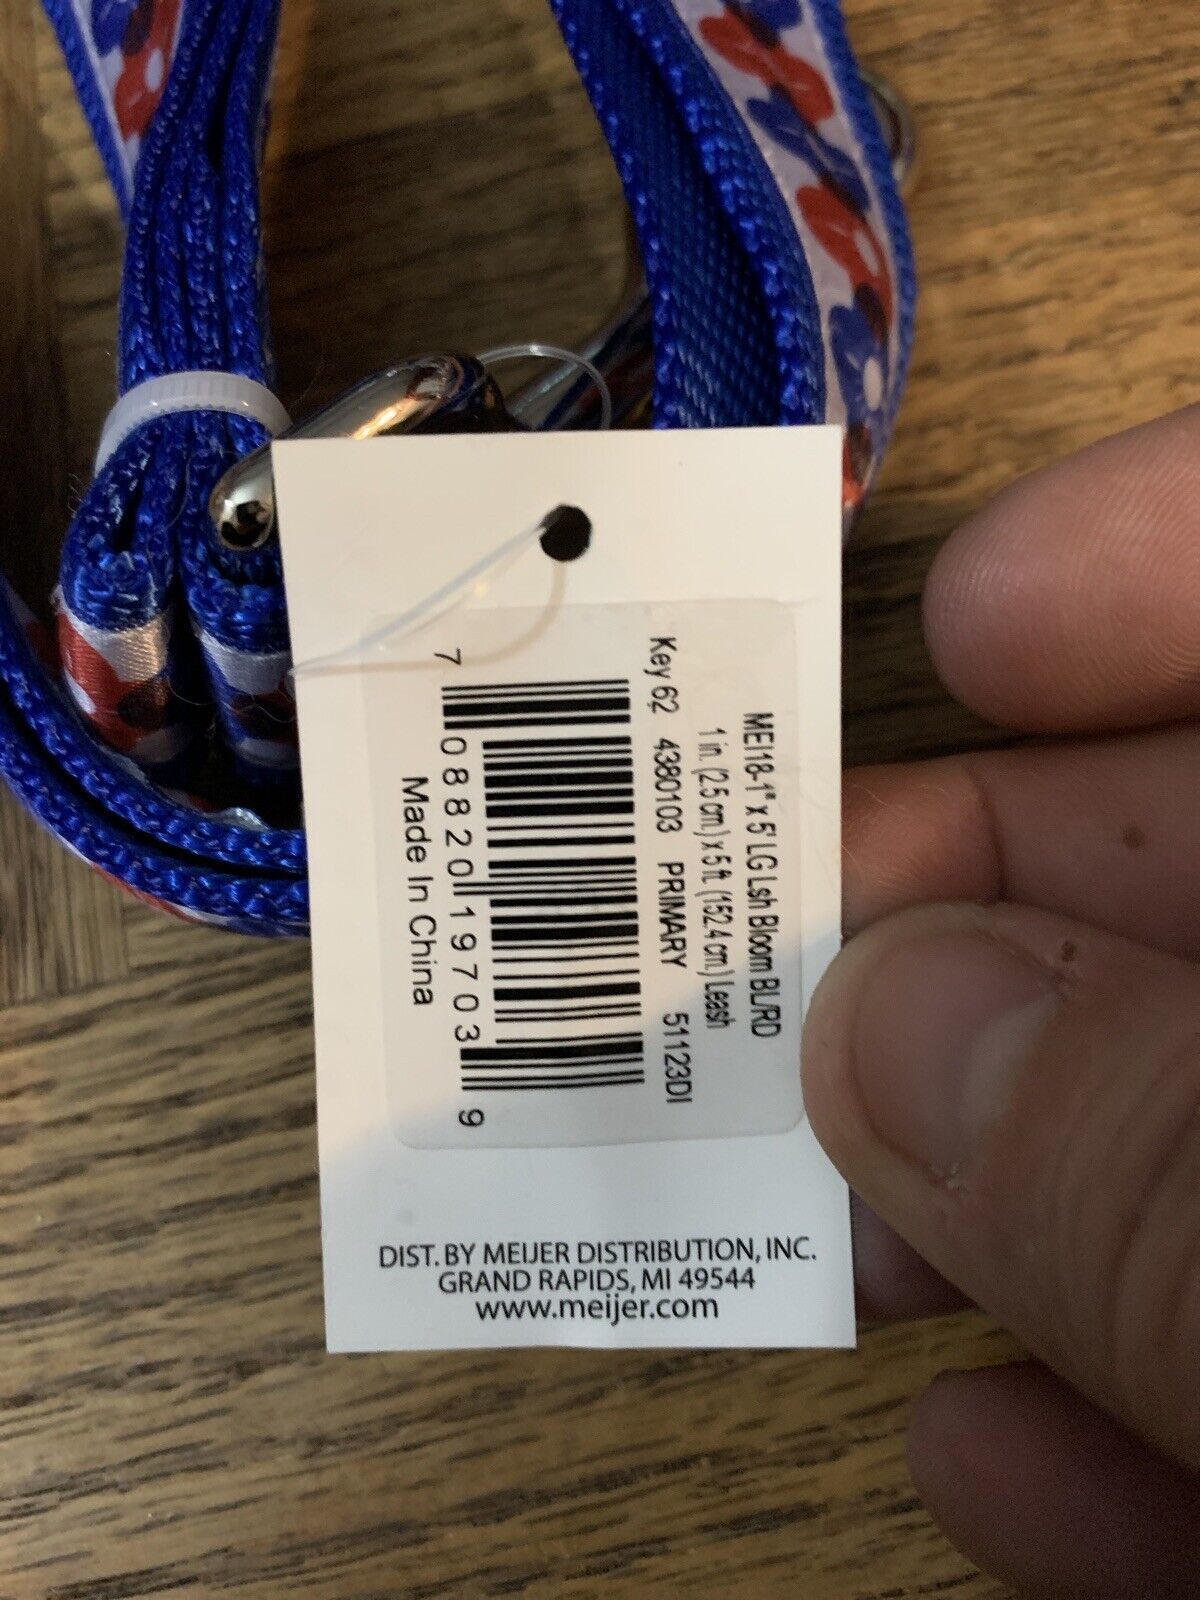 MEI18-1" x 5' LG Lsh Bloom BL/RD
1 in. (2.5 cm.) x 5 ft. (152.4 cm.) Leash
Key 62 4380103 PRIMARY 51123DI
7 08820 19703 9
Made In China
DIST. BY MEIJER DISTRIBUTION, INC.
GRAND RAPIDS, MI 49544
www.meijer.com